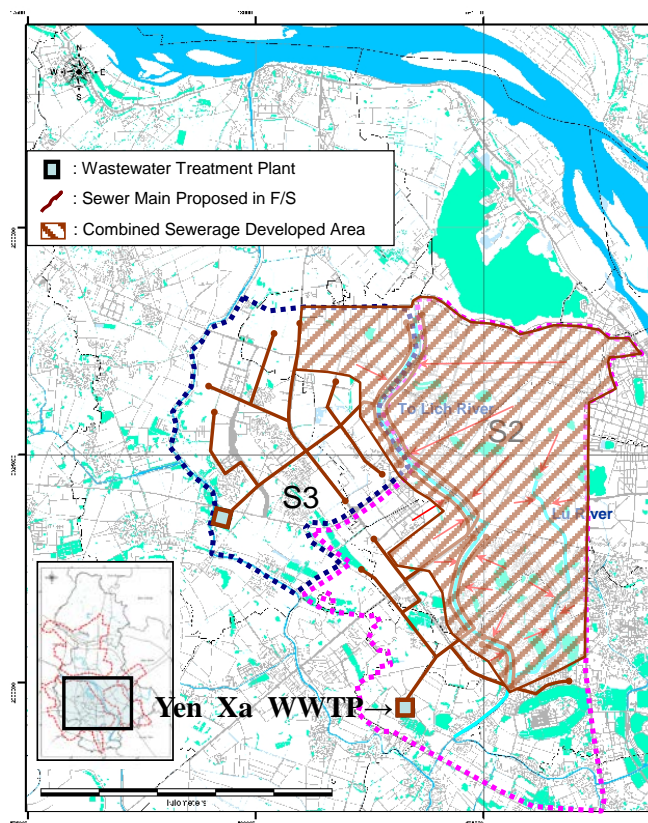 N
W E
S
: Wastewater Treatment Plant
: Sewer Main Proposed in F/S
: Combined Sewerage Developed Area
To Lich River
S2
S3
Lu River
Yen Xa WWTP→
kilometers